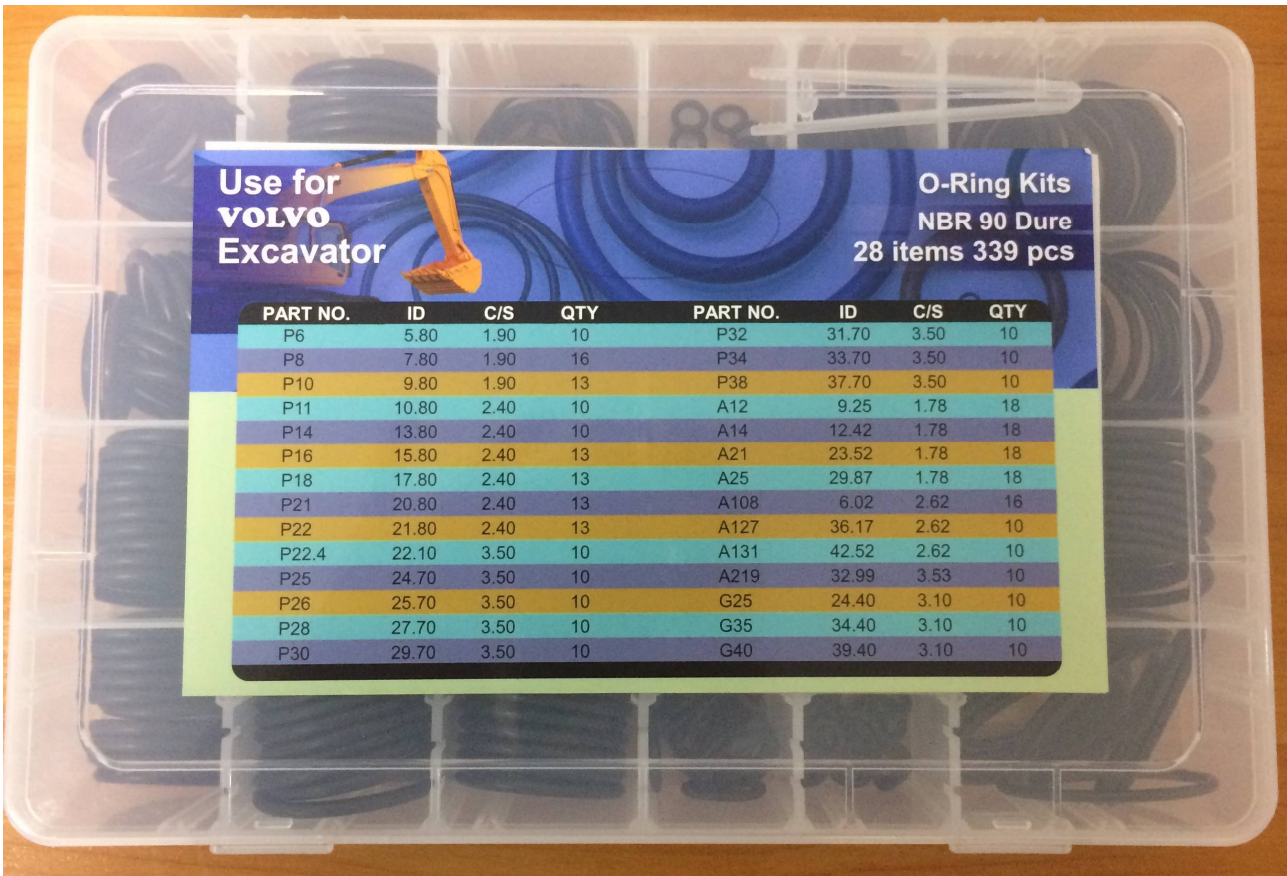 Use for
VOLVO
Excavator
O-Ring Kits
NBR 90 Dure
28 items 339 pcs
PART NO. ID C/S QTY PART NO. ID C/S QTY
P6 5.80 1.90 10 P32 31.70 3.50 10
P8 7.80 1.90 16 P34 33.70 3.50 10
P10 9.80 1.90 13 P38 37.70 3.50 10
P11 10.80 2.40 10 A12 9.25 1.78 18
P14 13.80 2.40 10 A14 12.42 1.78 18
P16 15.80 2.40 13 A21 23.52 1.78 18
P18 17.80 2.40 13 A25 29.87 1.78 18
P21 20.80 2.40 13 A108 6.02 2.62 16
P22 21.80 2.40 13 A127 36.17 2.62 10
P22.4 22.10 3.50 10 A131 42.52 2.62 10
P25 24.70 3.50 10 A219 32.99 3.53 10
P26 25.70 3.50 10 G25 24.40 3.10 10
P28 27.70 3.50 10 G35 34.40 3.10 10
P30 29.70 3.50 10 G40 39.40 3.10 10